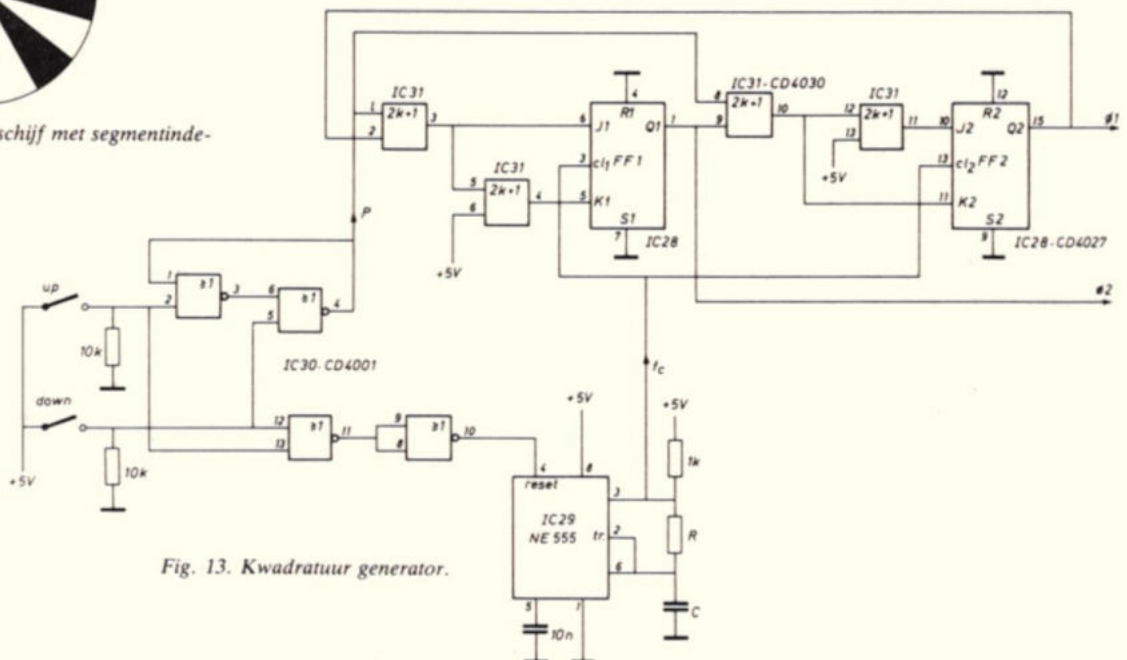 schijf met segmentinde-
IC31
1
2
2k+1
3
IC31
5
6
2k+1
4
+5V
P
4
R1
6
J1
Q1
1
3
cl1 FF1
5
K1
S1
7
IC28
IC31-CD4030
8
9
2k+1
10
IC31
12
13
2k+1
11
+5V
12
R2
10
J2
Q2
15
13
cl2 FF2
11
K2
S2
9
IC28-CD4027
ø1
ø2
up
1
2
≥1
3
6
5
≥1
4
10k
IC30-CD4001
down
12
13
≥1
11
9
8
≥1
10
10k
+5V
fc
+5V
+5V
1k
4
8
reset
3
IC29
NE555
tr.
2
6
R
5
1
C
10n
Fig. 13. Kwadratuur generator.